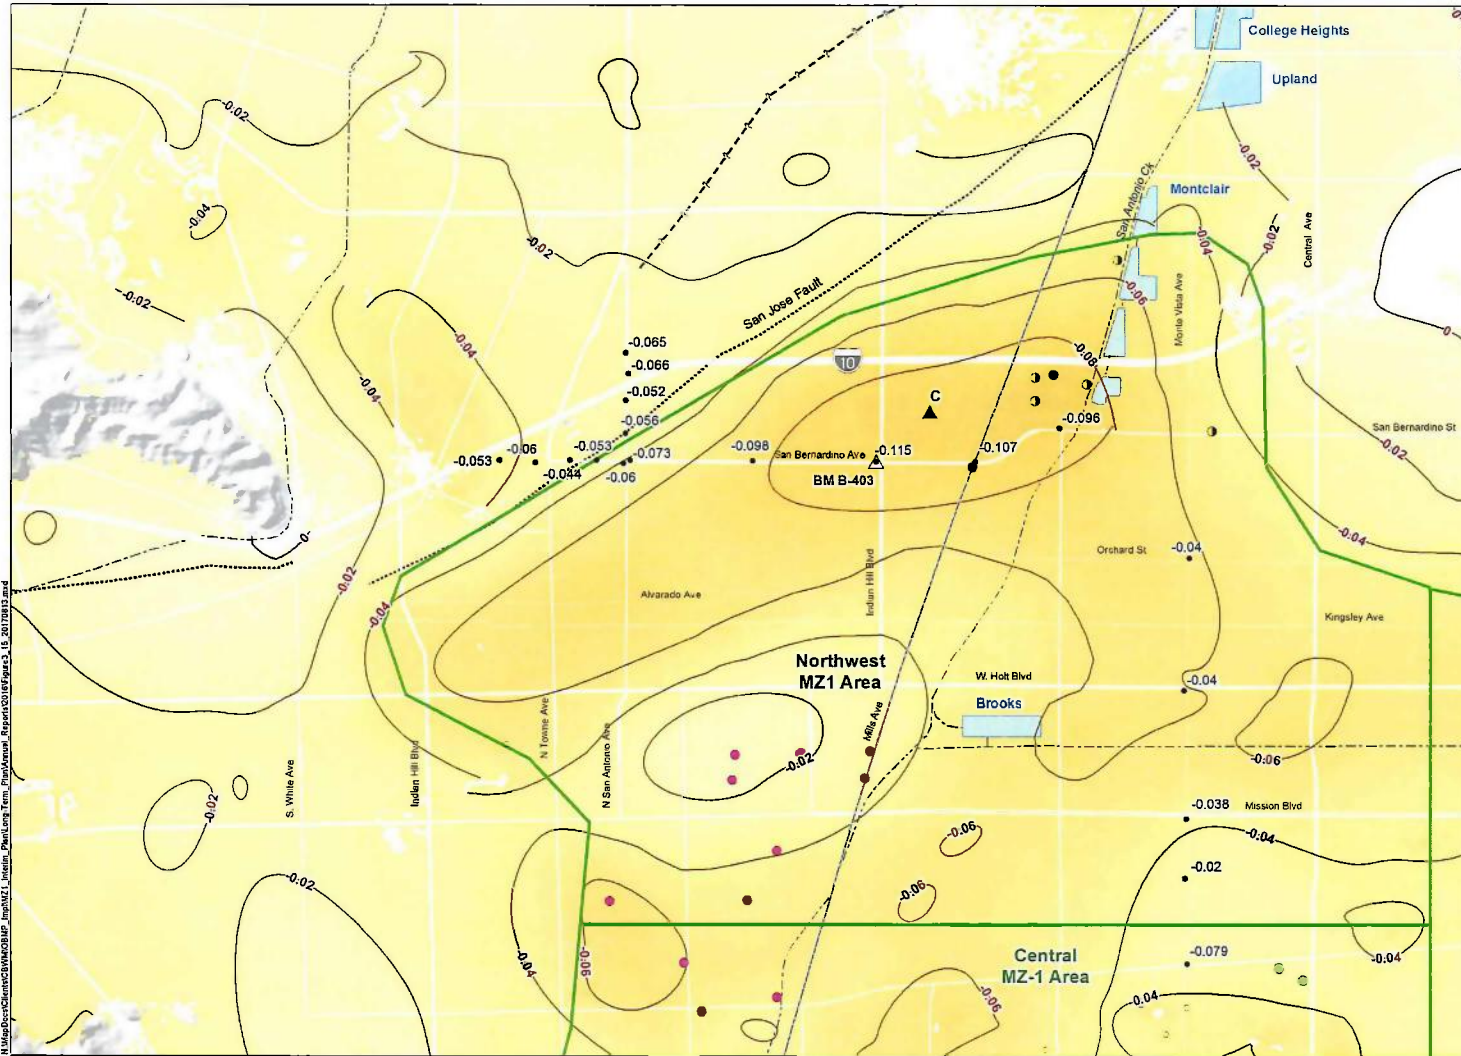 College Heights
Upland
-0.02
-0.02
Montclair
San Antonio Ck
-0.04
-0.04
-0.02
-0.02
Central Ave
-0.02
San Jose Fault
-0.06
Monte Vista Ave
0
-0.04
-0.065
-0.066
10
-0.08
-0.052
-0.04
C
-0.056
-0.096
San Bernardino St
-0.02
-0.053
-0.06
-0.053
-0.044
-0.073
-0.06
-0.098
San Bernardino Ave
-0.115
-0.107
BM B-403
0
-0.04
Orchard St
-0.04
-0.02
Alvarado Ave
Indian Hill Blvd
-0.04
Kingsley Ave
Northwest
MZ1 Area
W. Holt Blvd
-0.04
Brooks
Mills Ave
N Towne Ave
N San Antonio Ave
Indian Hill Blvd
S. White Ave
-0.02
-0.06
-0.02
-0.038
Mission Blvd
-0.06
-0.04
-0.02
-0.02
-0.06
-0.04
-0.06
Central
MZ-1 Area
-0.079
-0.04
-0.06
-0.04